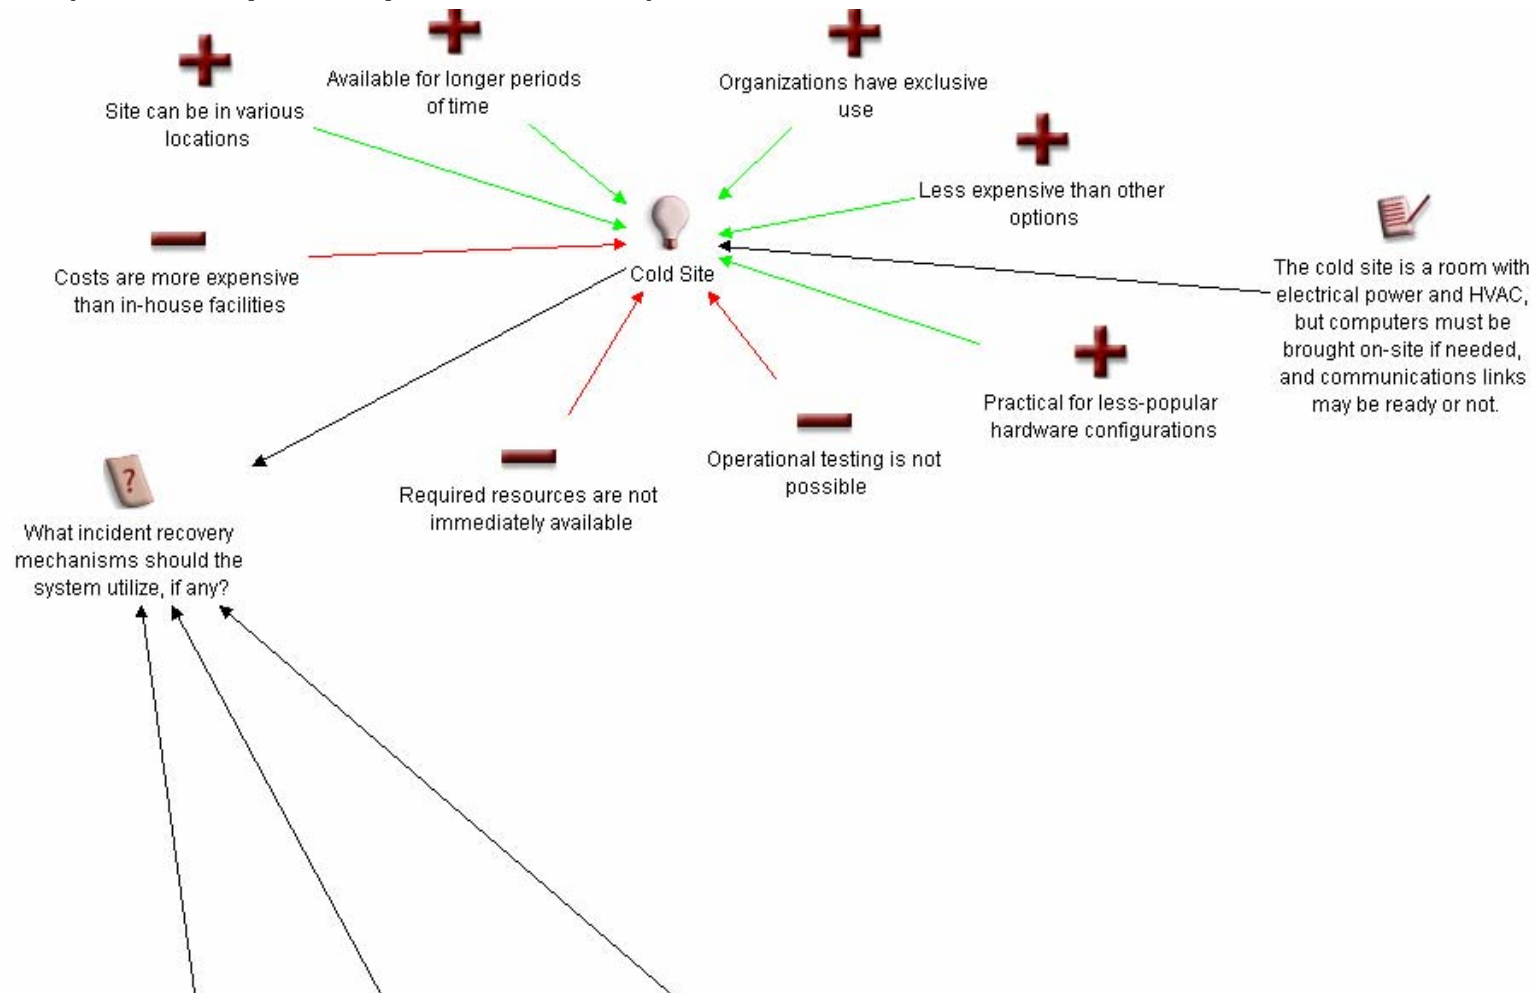 Available for longer periods
of time
Organizations have exclusive
use
Site can be in various
locations
Less expensive than other
options
Costs are more expensive
than in-house facilities
Cold Site
The cold site is a room with
electrical power and HVAC,
but computers must be
brought on-site if needed,
and communications links
may be ready or not.
Practical for less-popular
hardware configurations
Operational testing is not
possible
Required resources are not
immediately available
?
What incident recovery
mechanisms should the
system utilize, if any?